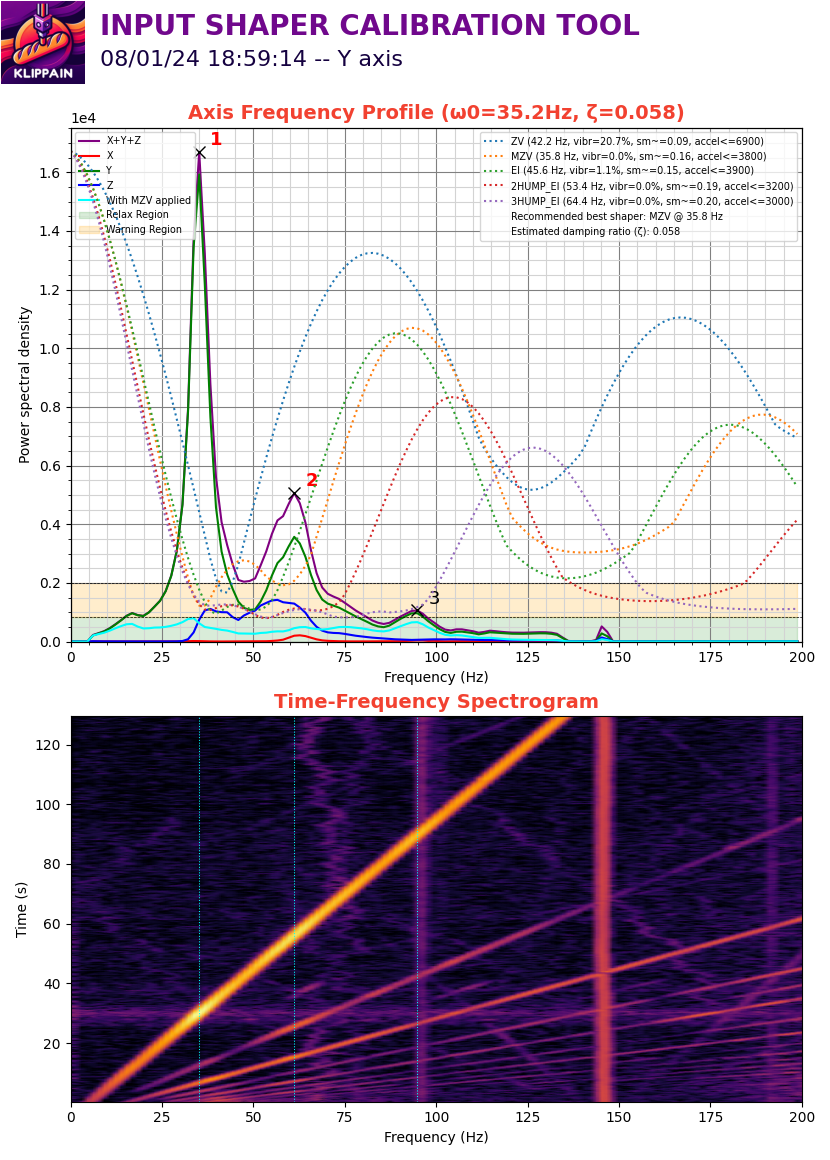 INPUT SHAPER CALIBRATION TOOL
08/01/24 18:59:14 -- Y axis
KLIPPAIN
Axis Frequency Profile (ω0=35.2Hz, ζ=0.058)
1e4
X+Y+Z
X
Y
Z
With MZV applied
Relax Region
Warning Region
ZV (42.2 Hz, vibr=20.7%, sm~=0.09, accel<=6900)
MZV (35.8 Hz, vibr=0.0%, sm~=0.16, accel<=3800)
EI (45.6 Hz, vibr=1.1%, sm~=0.15, accel<=3900)
2HUMP_EI (53.4 Hz, vibr=0.0%, sm~=0.19, accel<=3200)
3HUMP_EI (64.4 Hz, vibr=0.0%, sm~=0.20, accel<=3000)
Recommended best shaper: MZV @ 35.8 Hz
Estimated damping ratio (ζ): 0.058
1
2
3
Power spectral density
1.6
1.4
1.2
1.0
0.8
0.6
0.4
0.2
0.0
0 25 50 75 100 125 150 175 200
Frequency (Hz)
Time-Frequency Spectrogram
Time (s)
120
100
80
60
40
20
0 25 50 75 100 125 150 175 200
Frequency (Hz)